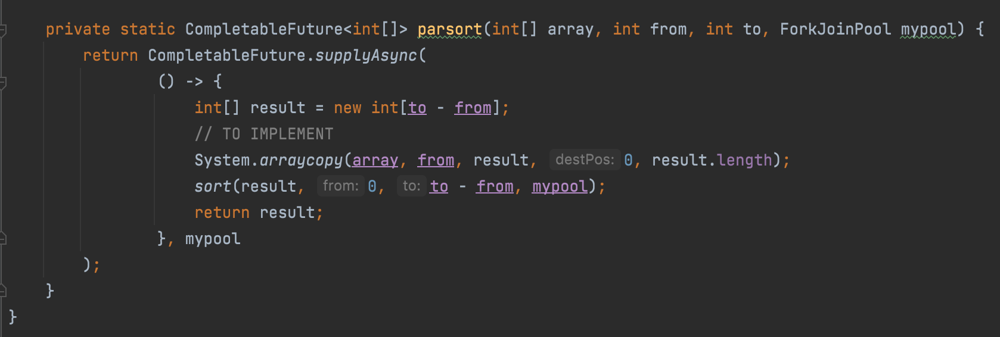 private static CompletableFuture<int[]> parsort(int[] array, int from, int to, ForkJoinPool mypool) {
return CompletableFuture.supplyAsync(
() -> {
int[] result = new int[to - from];
// TO IMPLEMENT
System.arraycopy(array, from, result, destPos: 0, result.length);
sort(result, from: 0, to: to - from, mypool);
return result;
}, mypool
);
}
}